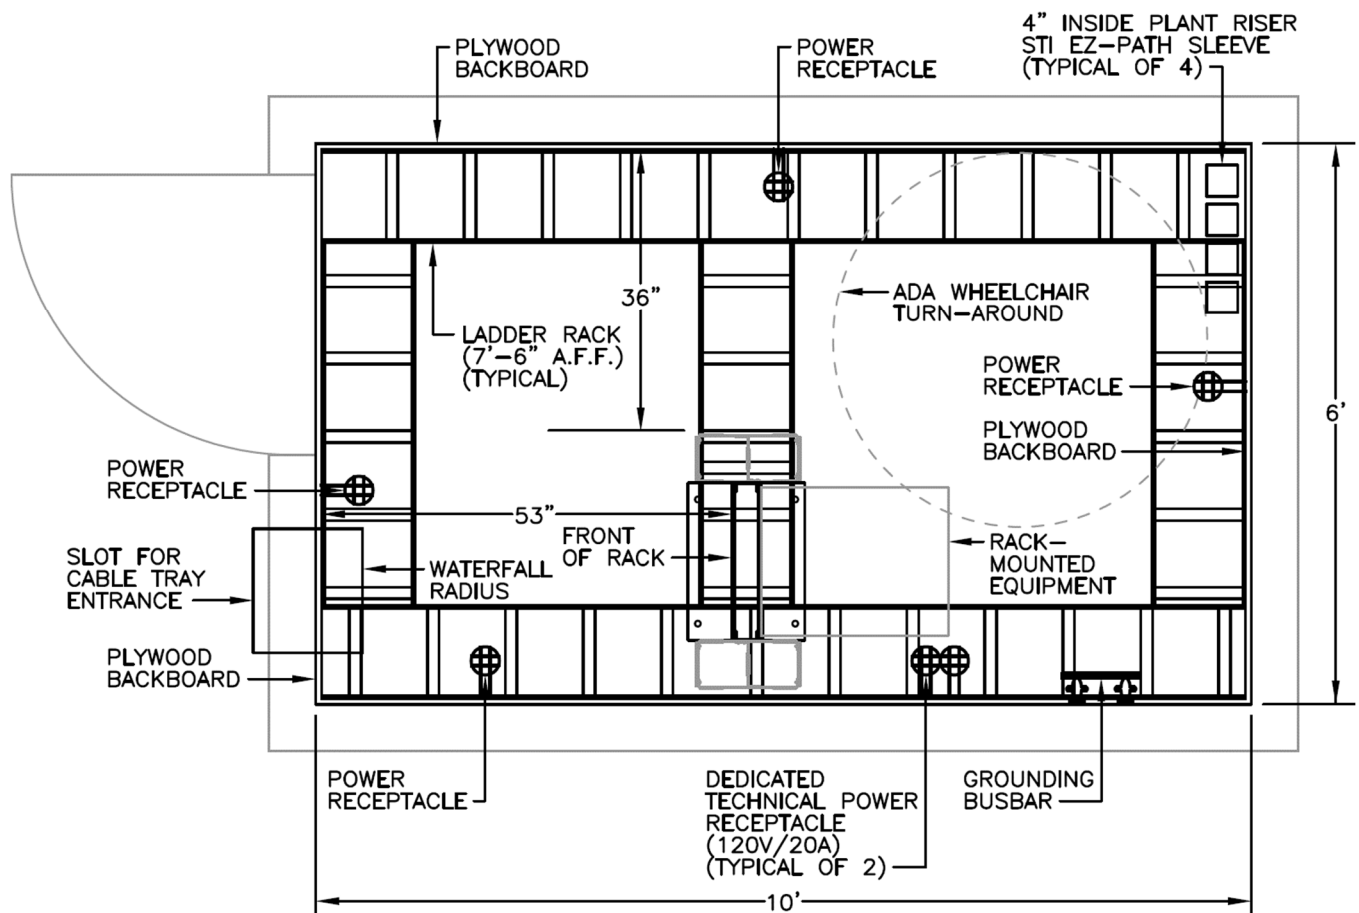 PLYWOOD
BACKBOARD
POWER
RECEPTACLE
4" INSIDE PLANT RISER
STI EZ-PATH SLEEVE
(TYPICAL OF 4)
36"
ADA WHEELCHAIR
TURN-AROUND
LADDER RACK
(7'-6" A.F.F.)
(TYPICAL)
POWER
RECEPTACLE
6'
PLYWOOD
BACKBOARD
POWER
RECEPTACLE
53"
FRONT
OF RACK
RACK-
MOUNTED
EQUIPMENT
SLOT FOR
CABLE TRAY
ENTRANCE
WATERFALL
RADIUS
PLYWOOD
BACKBOARD
POWER
RECEPTACLE
DEDICATED
TECHNICAL POWER
RECEPTACLE
(120V/20A)
(TYPICAL OF 2)
GROUNDING
BUSBAR
10'